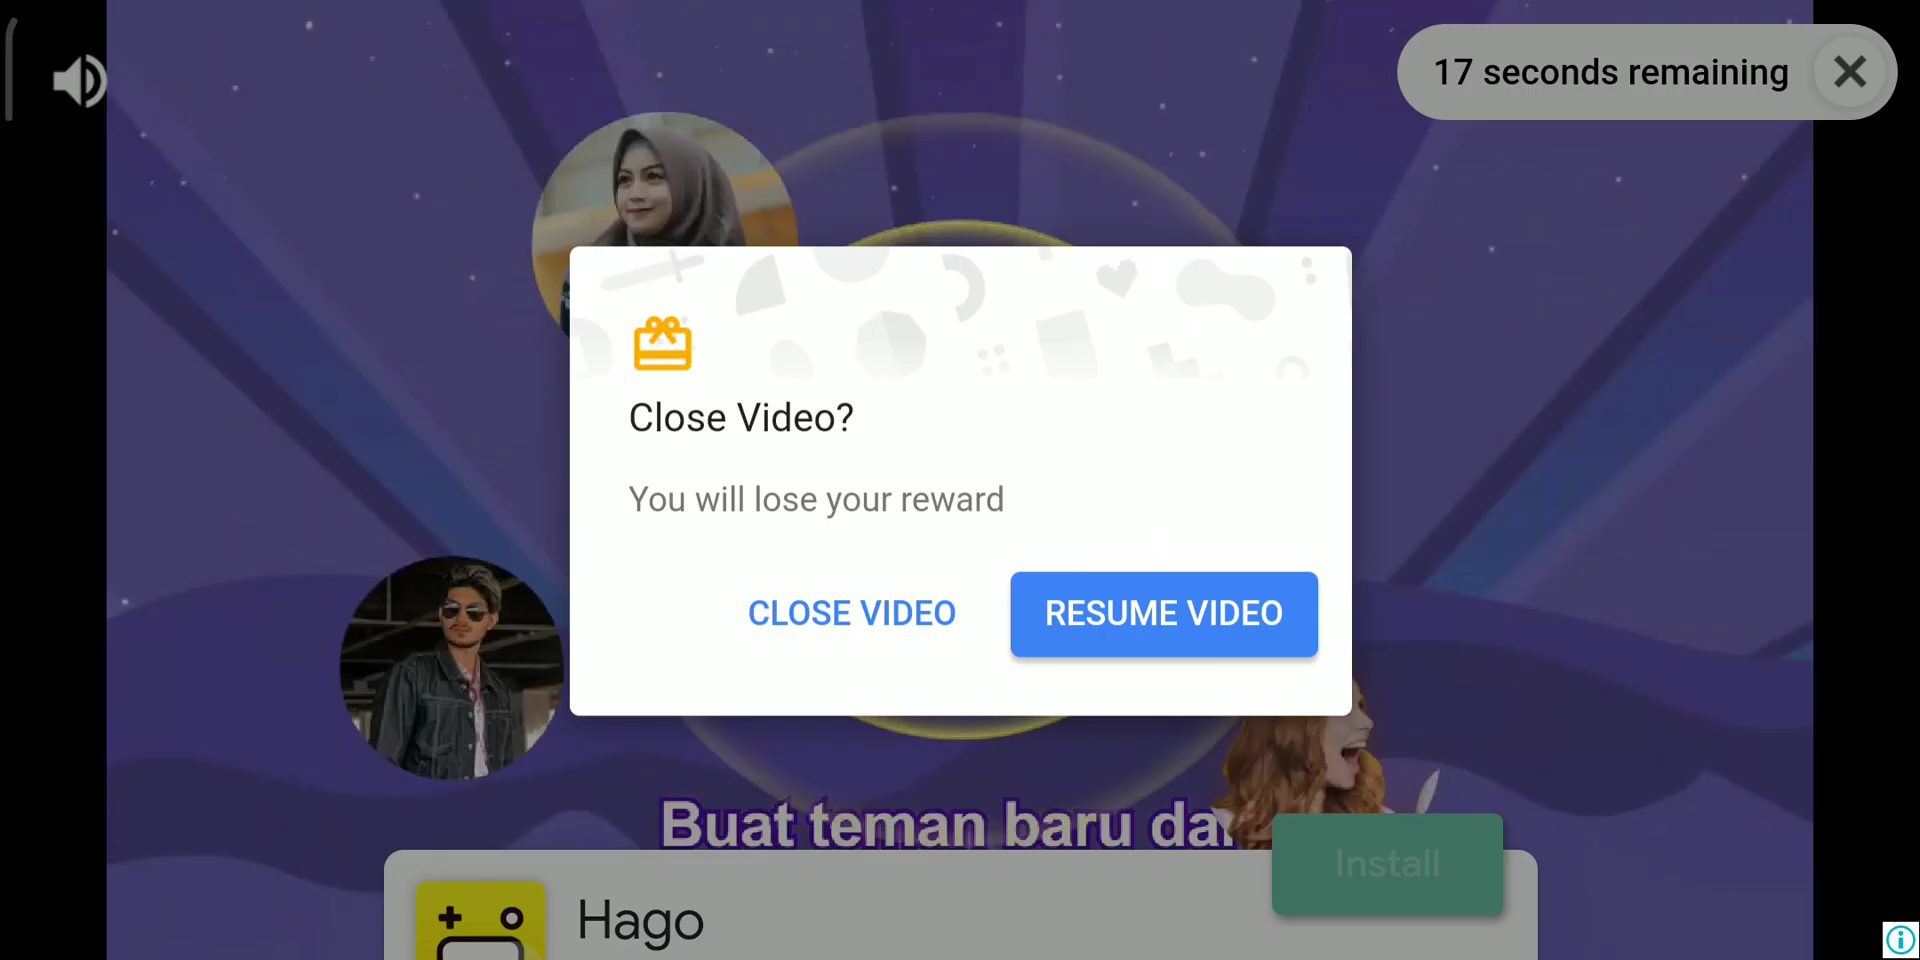 17 seconds remaining
Close Video?
You will lose your reward
CLOSE VIDEO
RESUME VIDEO
Buat teman baru dan
Install
Hago